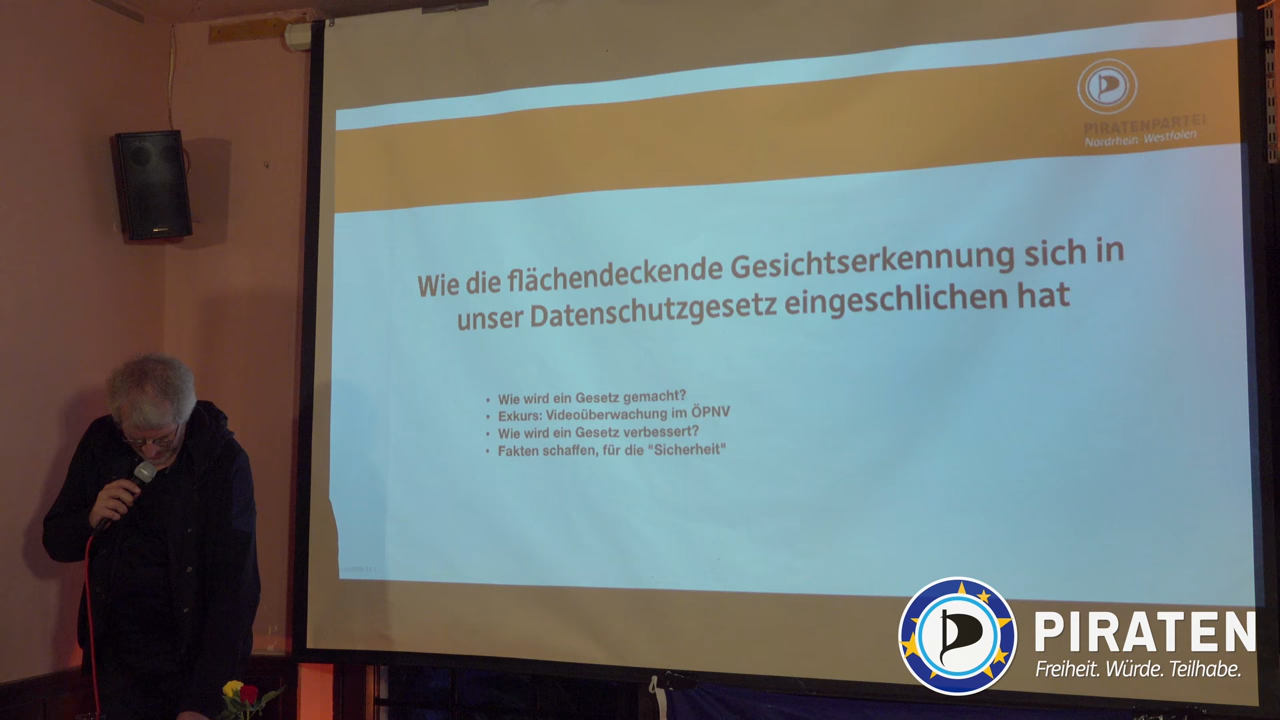 PIRATENPARTEI
Nordrhein-Westfalen
Wie die flächendeckende Gesichtserkennung sich in
unser Datenschutzgesetz eingeschlichen hat
• Wie wird ein Gesetz gemacht?
• Exkurs: Videoüberwachung im ÖPNV
• Wie wird ein Gesetz verbessert?
• Fakten schaffen, für die "Sicherheit"
PIRATEN
Freiheit. Würde. Teilhabe.